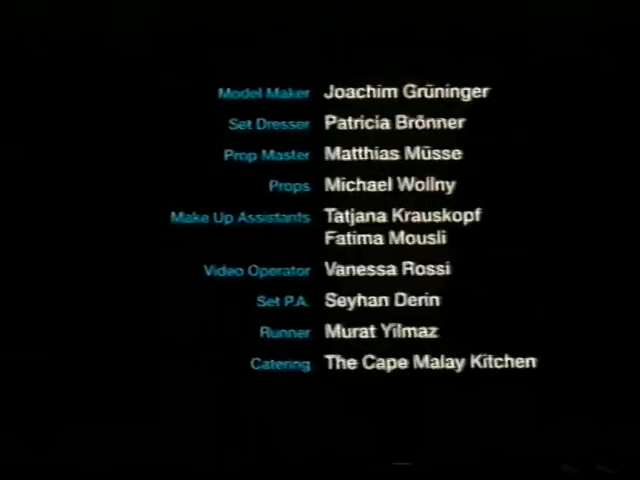 Model Maker Joachim Grüninger
Set Dresser Patricia Brönner
Prop Master Matthias Müsse
Props Michael Wollny
Make Up Assistants Tatjana Krauskopf
Fatima Mousli
Video Operator Vanessa Rossi
Set P.A. Seyhan Derin
Runner Murat Yilmaz
Catering The Cape Malay Kitchen